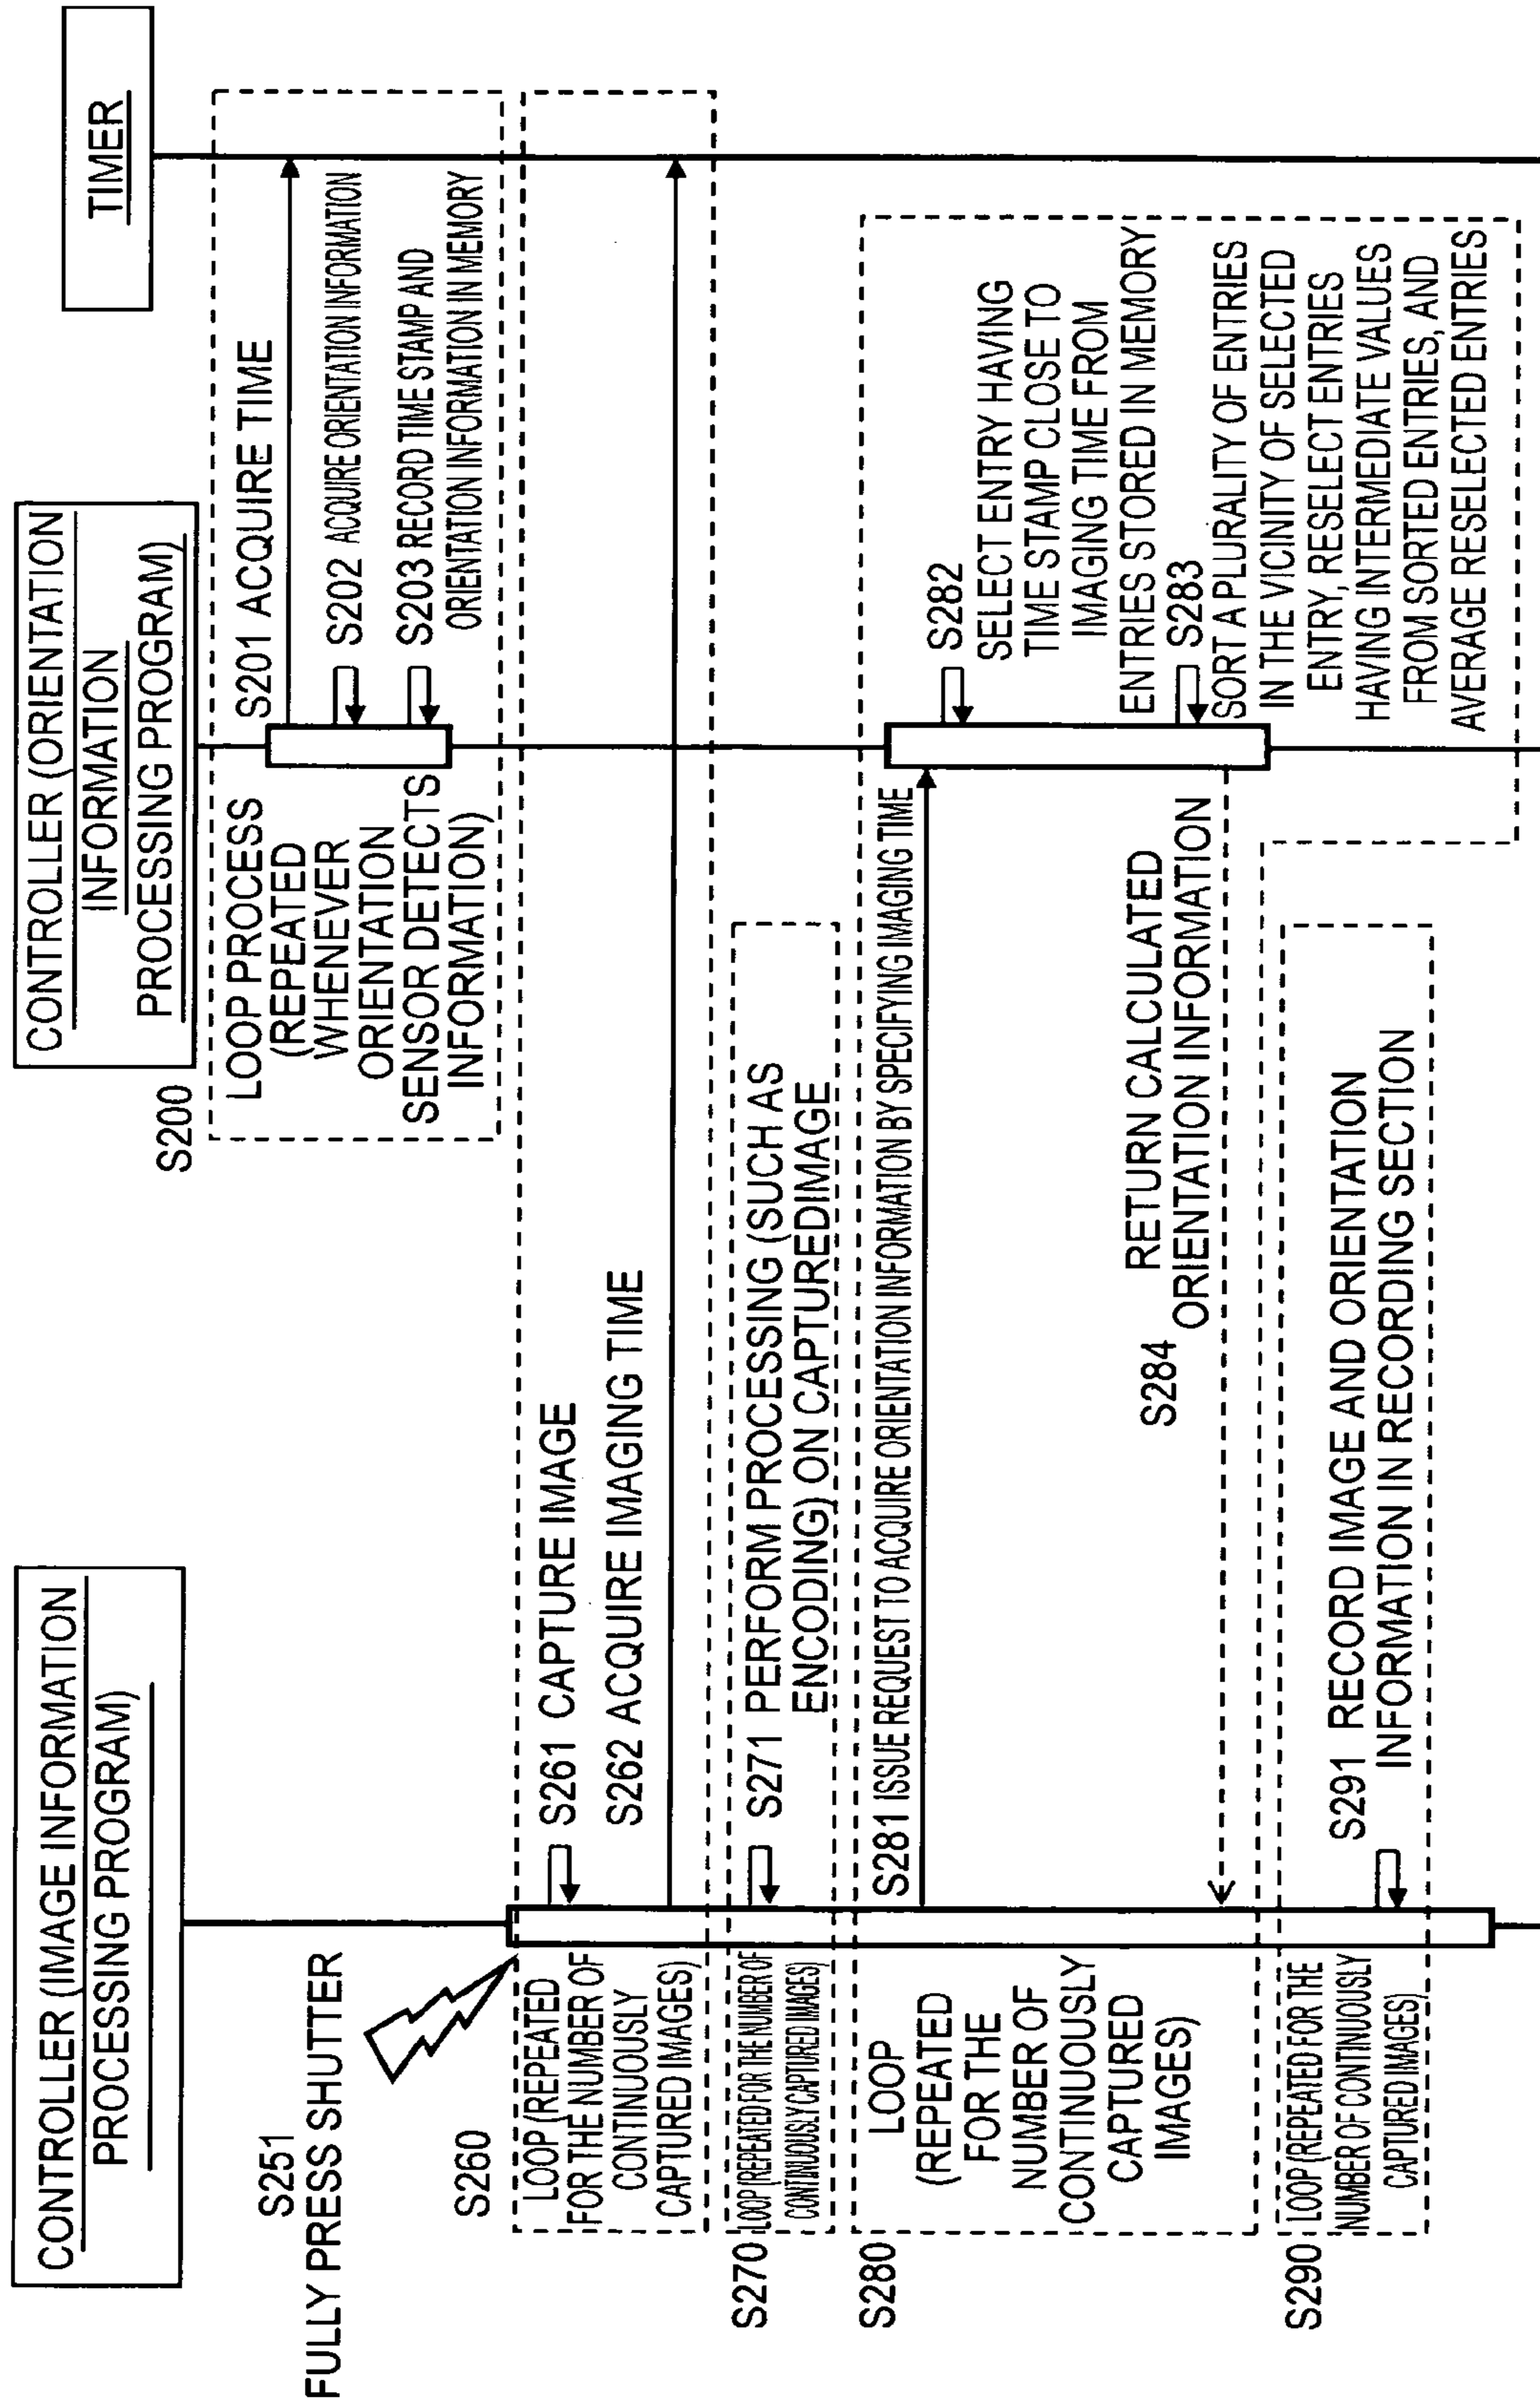 CONTROLLER (IMAGE INFORMATION
PROCESSING PROGRAM)
CONTROLLER (ORIENTATION
INFORMATION
PROCESSING PROGRAM)
TIMER
S200
LOOP PROCESS
(REPEATED
WHENEVER
ORIENTATION
SENSOR DETECTS
INFORMATION)
S201 ACQUIRE TIME
S202 ACQUIRE ORIENTATION INFORMATION
S203 RECORD TIME STAMP AND
ORIENTATION INFORMATION IN MEMORY
S251
FULLY PRESS SHUTTER
S260
LOOP (REPEATED
FOR THE NUMBER OF
CONTINUOUSLY
CAPTURED IMAGES)
S261 CAPTURE IMAGE
S262 ACQUIRE IMAGING TIME
S270
LOOP (REPEATED FOR THE NUMBER OF
CONTINUOUSLY CAPTURED IMAGES)
S271 PERFORM PROCESSING (SUCH AS
ENCODING) ON CAPTUREDIMAGE
S280
LOOP
(REPEATED
FOR THE
NUMBER OF
CONTINUOUSLY
CAPTURED
IMAGES)
S281 ISSUE REQUEST TO ACQUIRE ORIENTATION INFORMATION BY SPECIFYING IMAGING TIME
S282
SELECT ENTRY HAVING
TIME STAMP CLOSE TO
IMAGING TIME FROM
ENTRIES STORED IN MEMORY
S283
SORT A PLURALITY OF ENTRIES
IN THE VICINITY OF SELECTED
ENTRY, RESELECT ENTRIES
HAVING INTERMEDIATE VALUES
FROM SORTED ENTRIES, AND
AVERAGE RESELECTED ENTRIES
S284
RETURN CALCULATED
ORIENTATION INFORMATION
S290
LOOP (REPEATED FOR THE
NUMBER OF CONTINUOUSLY
CAPTURED IMAGES)
S291 RECORD IMAGE AND ORIENTATION
INFORMATION IN RECORDING SECTION